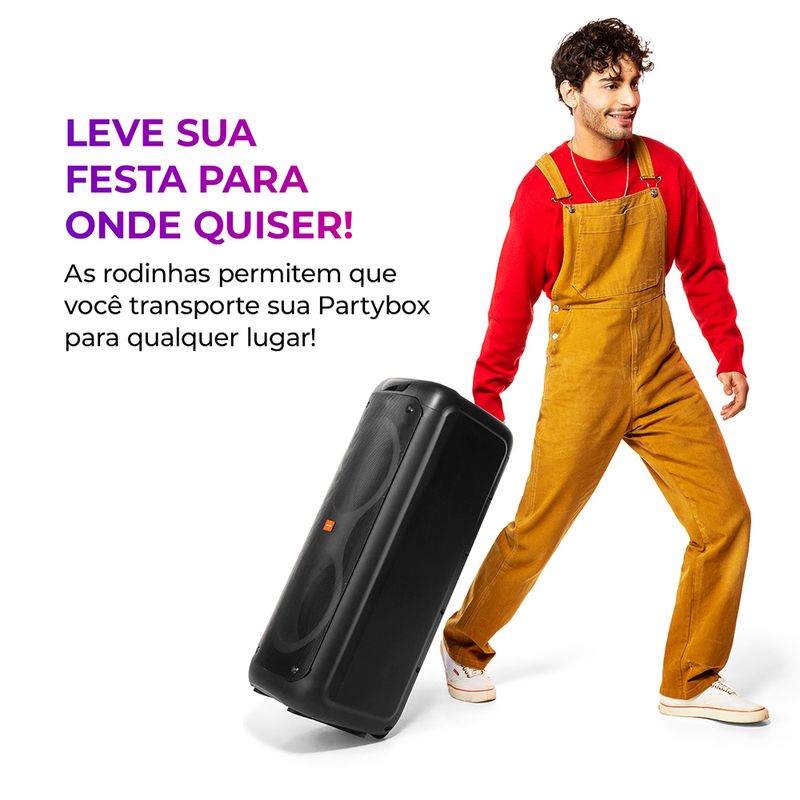 LEVE SUA
FESTA PARA
ONDE QUISER!
As rodinhas permitem que
você transporte sua Partybox
para qualquer lugar!